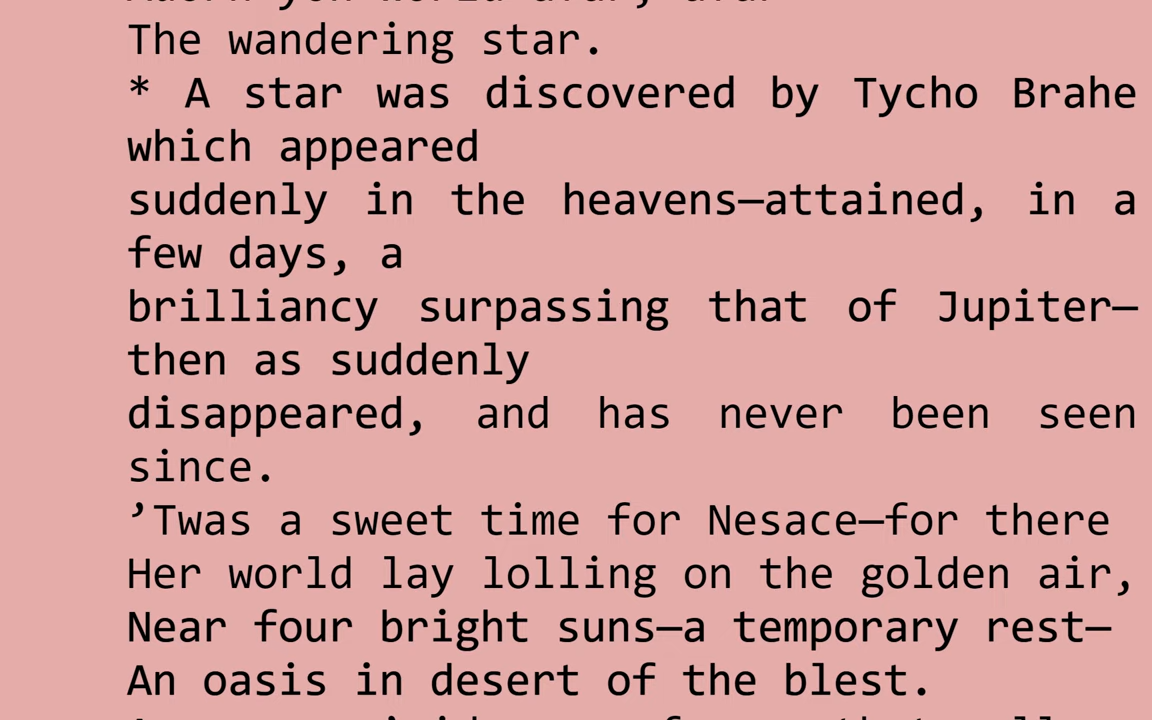 The wandering star.
* A star was discovered by Tycho Brahe
which appeared
suddenly in the heavens—attained, in a
few days, a
brilliancy surpassing that of Jupiter—
then as suddenly
disappeared, and has never been seen
since.
’Twas a sweet time for Nesace—for there
Her world lay lolling on the golden air,
Near four bright suns—a temporary rest—
An oasis in desert of the blest.